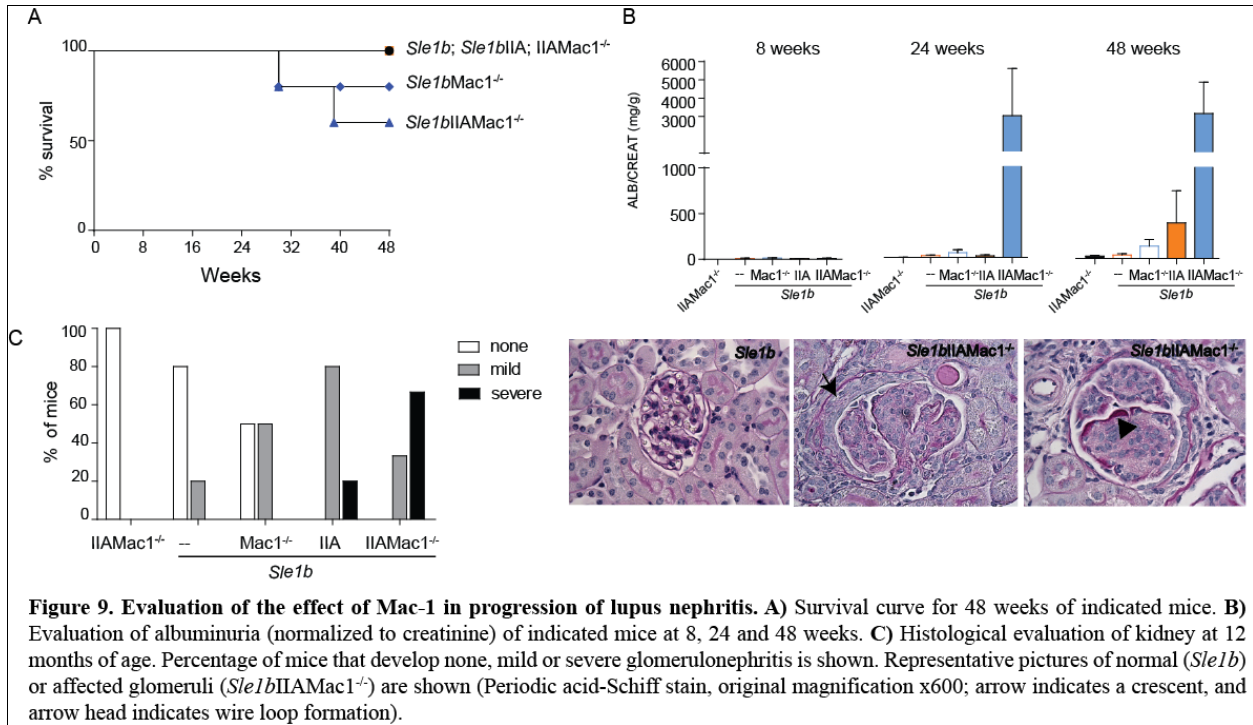 A
% survival
100
50
0
0 8 16 24 32 40 48
Weeks
Sle1b; Sle1bIIA; IIAMac1-/-
Sle1bMac1-/-
Sle1bIIAMac1-/-
B
8 weeks 24 weeks 48 weeks
ALB/CREAT (mg/g)
6000
5000
4000
3000
1000
500
0
IIAMac1-/- -- Mac1-/- IIA IIAMac1-/-
Sle1b
IIAMac1-/- -- Mac1-/- IIA IIAMac1-/-
Sle1b
IIAMac1-/- -- Mac1-/- IIA IIAMac1-/-
Sle1b
C
% of mice
100
80
60
40
20
0
none
mild
severe
IIAMac1-/- -- Mac1-/- IIA IIAMac1-/-
Sle1b
Sle1b
Sle1bIIAMac1-/-
Sle1bIIAMac1-/-
Figure 9. Evaluation of the effect of Mac-1 in progression of lupus nephritis. A) Survival curve for 48 weeks of indicated mice. B)
Evaluation of albuminuria (normalized to creatinine) of indicated mice at 8, 24 and 48 weeks. C) Histological evaluation of kidney at 12
months of age. Percentage of mice that develop none, mild or severe glomerulonephritis is shown. Representative pictures of normal (Sle1b)
or affected glomeruli (Sle1bIIAMac1-/-) are shown (Periodic acid-Schiff stain, original magnification x600; arrow indicates a crescent, and
arrow head indicates wire loop formation).